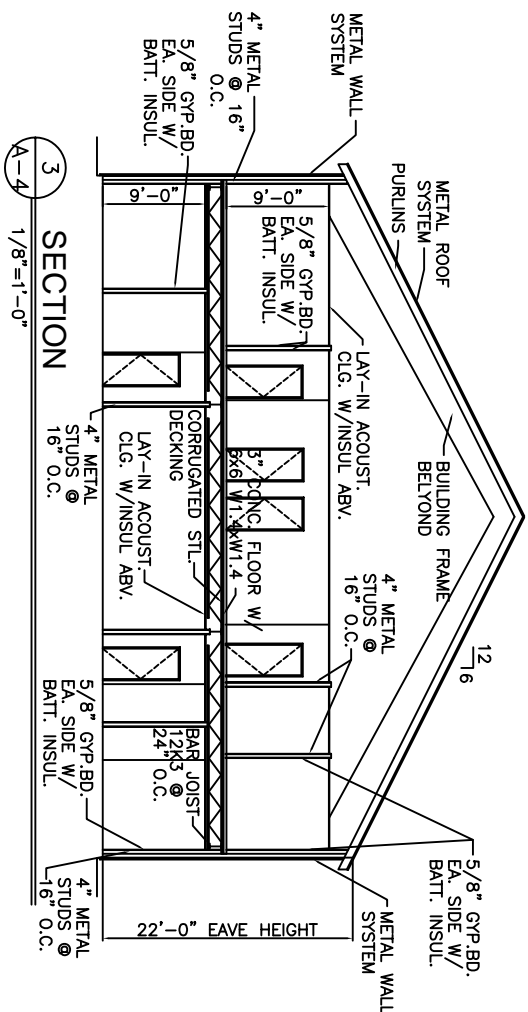 METAL WALL
SYSTEM
METAL ROOF
SYSTEM
PURLINS
BUILDING FRAME
BELYOND
12
6
4" METAL
STUDS @ 16"
O.C.
5/8" GYP.BD.
EA. SIDE W/
BATT. INSUL.
9'-0"
9'-0"
5/8" GYP.BD.
EA. SIDE W/
BATT. INSUL.
LAY-IN ACOUST.
CLG. W/INSUL ABV.
4" METAL
STUDS @
16" O.C.
5/8" GYP.BD.
EA. SIDE W/
BATT. INSUL.
METAL WALL
SYSTEM
3" CONC. FLOOR W
6x6 W1.4xW1.4
CORRUGATED STL.
DECKING
LAY-IN ACOUST.
CLG. W/INSUL ABV.
4" METAL
STUDS @
16" O.C.
BAR JOIST
12K3 @
24" O.C.
5/8" GYP.BD.
EA. SIDE W/
BATT. INSUL.
4" METAL
STUDS @
16" O.C.
22'-0" EAVE HEIGHT
3
A-4
SECTION
1/8"=1'-0"